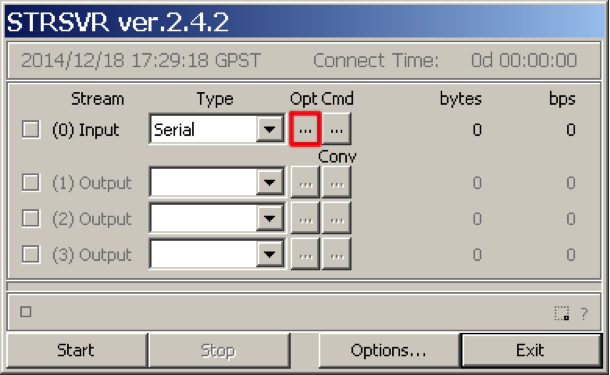 STRSVR ver.2.4.2
2014/12/18 17:29:18 GPST Connect Time: 0d 00:00:00
Stream Type Opt Cmd bytes bps
(0) Input Serial ... ... 0 0
Conv
(1) Output ... ... 0 0
(2) Output ... ... 0 0
(3) Output ... ... 0 0
?
Start Stop Options... Exit